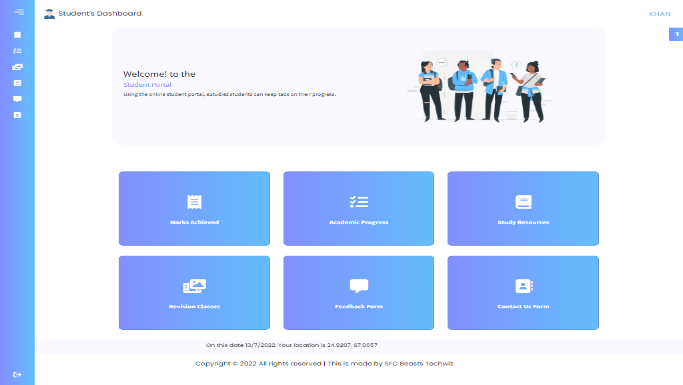 Student's Dashboard
KHAN
1
Welcome! to the
Student Portal
Using the online student portal, eStudiez students can keep tabs on their progress.
Marks Achieved
Academic Progress
Study Resources
Revision Classes
Feedback Form
Contact Us Form
On this date 13/7/2022. Your location is 24.9207, 67.0657
Copyright © 2022 All rights reserved | This is made by SFC Beasts Techwiz